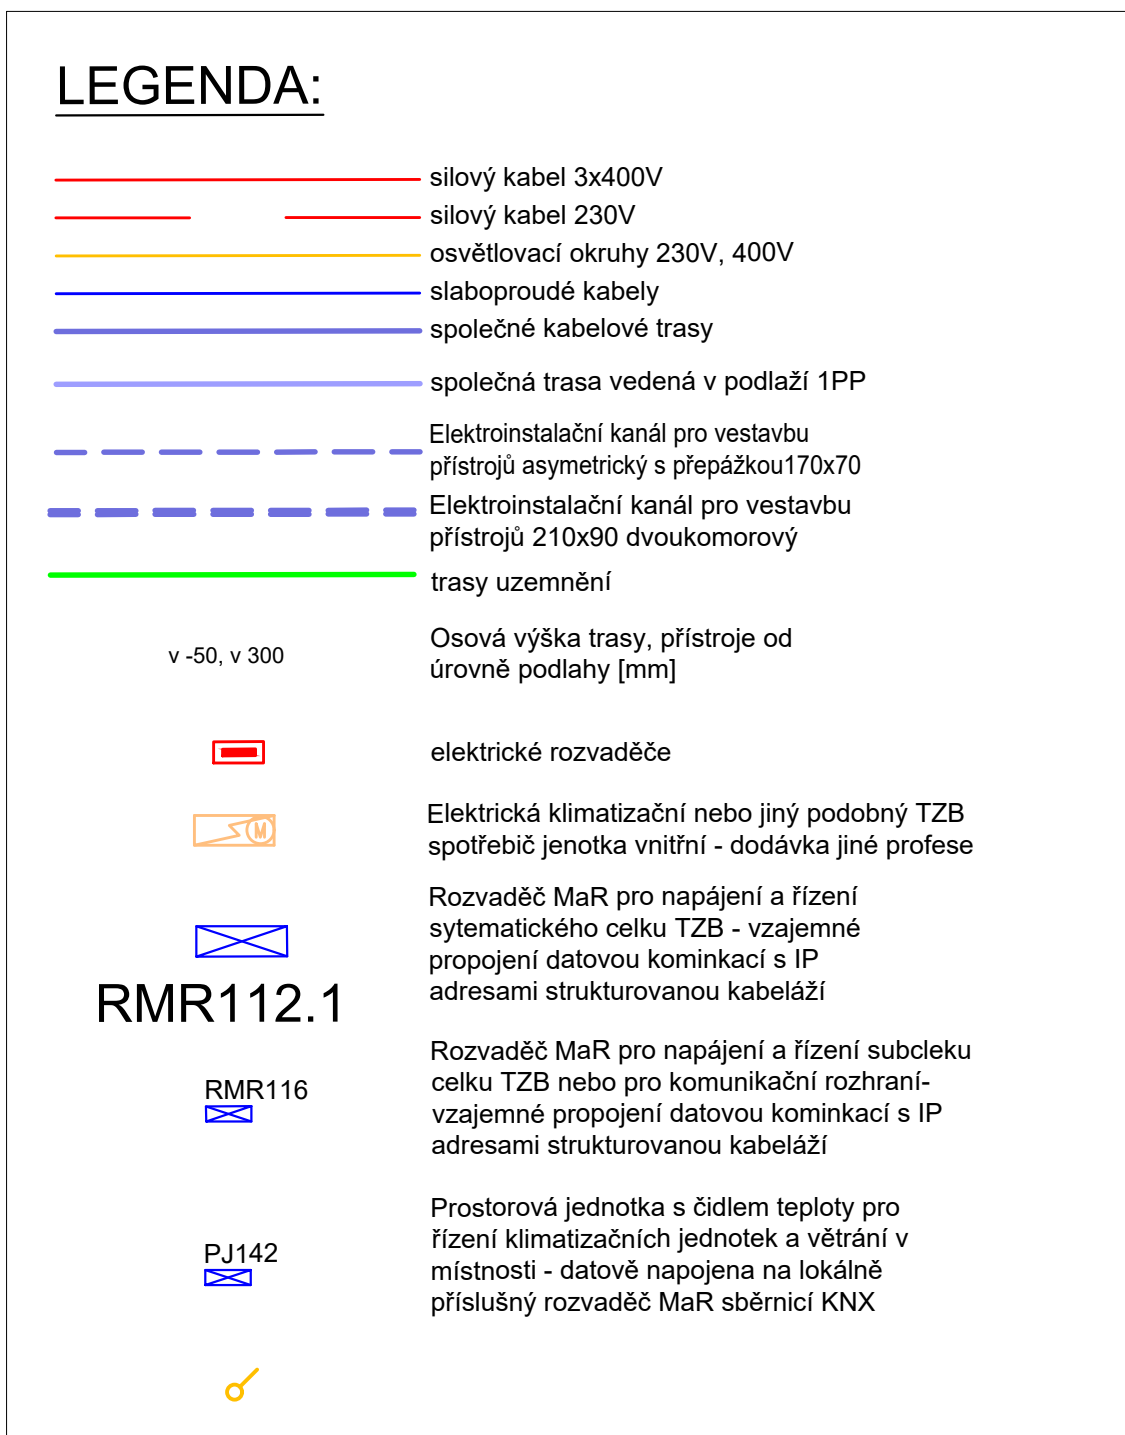 LEGENDA:
silový kabel 3x400V
silový kabel 230V
osvětlovací okruhy 230V, 400V
slaboproudé kabely
společné kabelové trasy
společná trasa vedená v podlaží 1PP
Elektroinstalační kanál pro vestavbu
přístrojů asymetrický s přepážkou170x70
Elektroinstalační kanál pro vestavbu
přístrojů 210x90 dvoukomorový
trasy uzemnění
v -50, v 300
Osová výška trasy, přístroje od
úrovně podlahy [mm]
elektrické rozvaděče
M
Elektrická klimatizační nebo jiný podobný TZB
spotřebič jenotka vnitřní - dodávka jiné profese
Rozvaděč MaR pro napájení a řízení
sytematického celku TZB - vzajemné
propojení datovou kominkací s IP
adresami strukturovanou kabeláží
RMR112.1
Rozvaděč MaR pro napájení a řízení subcleku
celku TZB nebo pro komunikační rozhraní-
vzajemné propojení datovou kominkací s IP
adresami strukturovanou kabeláží
RMR116
Prostorová jednotka s čidlem teploty pro
řízení klimatizačních jednotek a větrání v
místnosti - datově napojena na lokálně
příslušný rozvaděč MaR sběrnicí KNX
PJ142